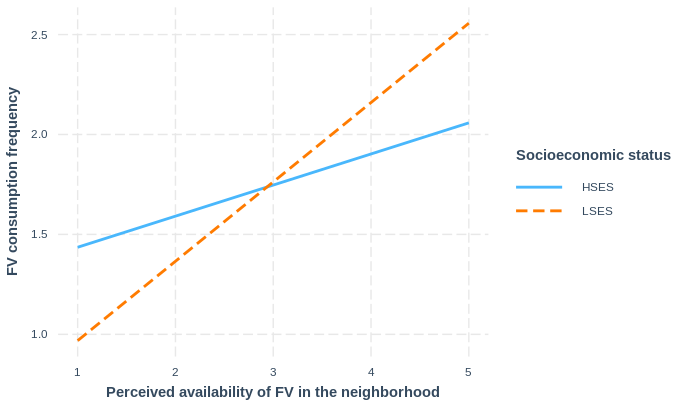 2.5
2.0
1.5
1.0
FV consumption frequency
1 2 3 4 5
Perceived availability of FV in the neighborhood
Socioeconomic status
HSES
LSES